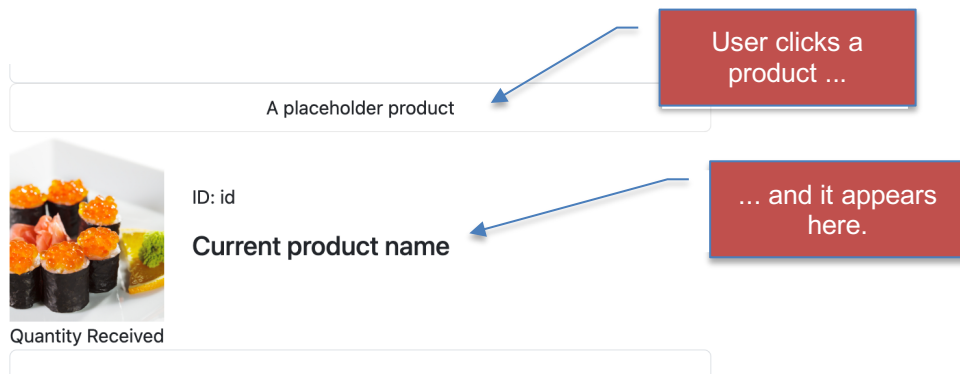 User clicks a
product ...
A placeholder product
ID: id
... and it appears
here.
Current product name
Quantity Received